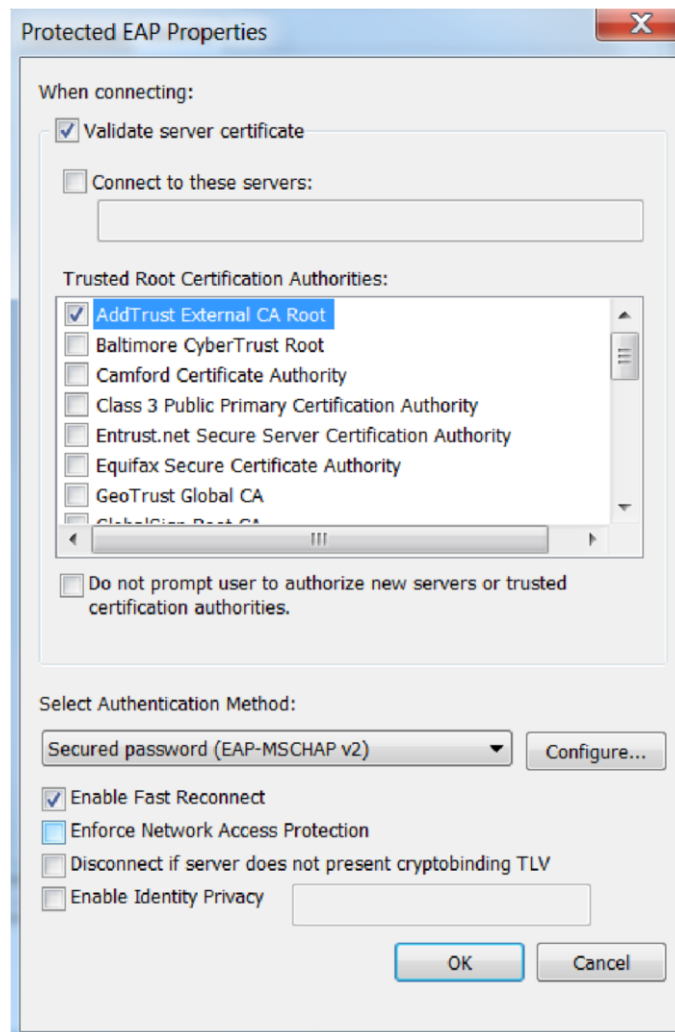 Protected EAP Properties
When connecting:
Validate server certificate
Connect to these servers:
Trusted Root Certification Authorities:
AddTrust External CA Root
Baltimore CyberTrust Root
Camford Certificate Authority
Class 3 Public Primary Certification Authority
Entrust.net Secure Server Certification Authority
Equifax Secure Certificate Authority
GeoTrust Global CA
GlobalSign Root CA
Do not prompt user to authorize new servers or trusted
certification authorities.
Select Authentication Method:
Secured password (EAP-MSCHAP v2)
Configure...
Enable Fast Reconnect
Enforce Network Access Protection
Disconnect if server does not present cryptobinding TLV
Enable Identity Privacy
OK
Cancel